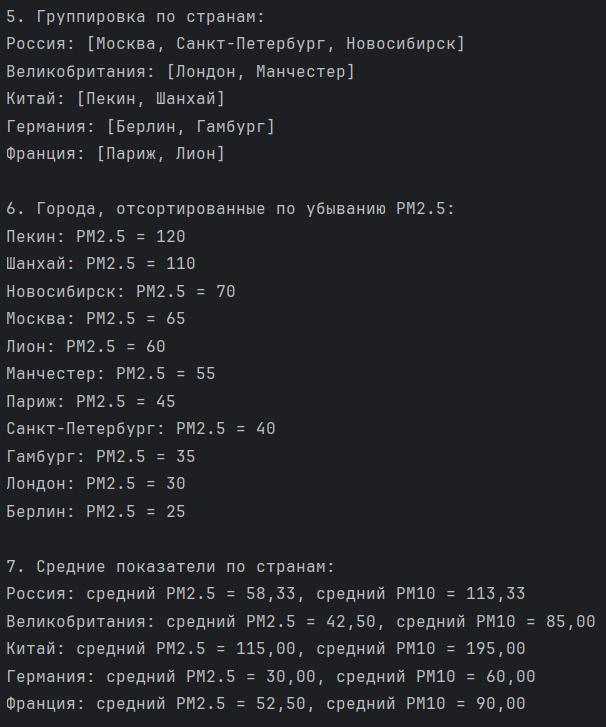 5. Группировка по странам:
Россия: [Москва, Санкт-Петербург, Новосибирск]
Великобритания: [Лондон, Манчестер]
Китай: [Пекин, Шанхай]
Германия: [Берлин, Гамбург]
Франция: [Париж, Лион]
6. Города, отсортированные по убыванию PM2.5:
Пекин: PM2.5 = 120
Шанхай: PM2.5 = 110
Новосибирск: PM2.5 = 70
Москва: PM2.5 = 65
Лион: PM2.5 = 60
Манчестер: PM2.5 = 55
Париж: PM2.5 = 45
Санкт-Петербург: PM2.5 = 40
Гамбург: PM2.5 = 35
Лондон: PM2.5 = 30
Берлин: PM2.5 = 25
7. Средние показатели по странам:
Россия: средний PM2.5 = 58,33, средний PM10 = 113,33
Великобритания: средний PM2.5 = 42,50, средний PM10 = 85,00
Китай: средний PM2.5 = 115,00, средний PM10 = 195,00
Германия: средний PM2.5 = 30,00, средний PM10 = 60,00
Франция: средний PM2.5 = 52,50, средний PM10 = 90,00